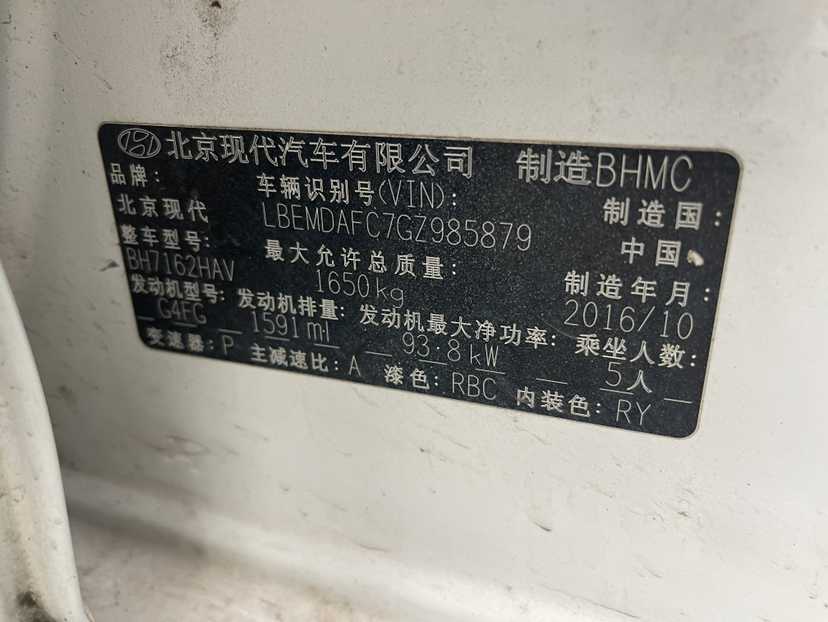 北京现代汽车有限公司 制造BHMC
品牌: 车辆识别号(VIN): 制造国:
北京现代 LBEMDAFC7GZ985879 中国
整车型号: 最大允许总质量: 制造年月:
BH7162HAV 1650kg 2016/10
发动机型号: 发动机排量: 发动机最大净功率: 乘坐人数:
G4FG 1591ml 93.8kW 5人
变速器: P 主减速比: A 漆色: RBC 内装色: RY